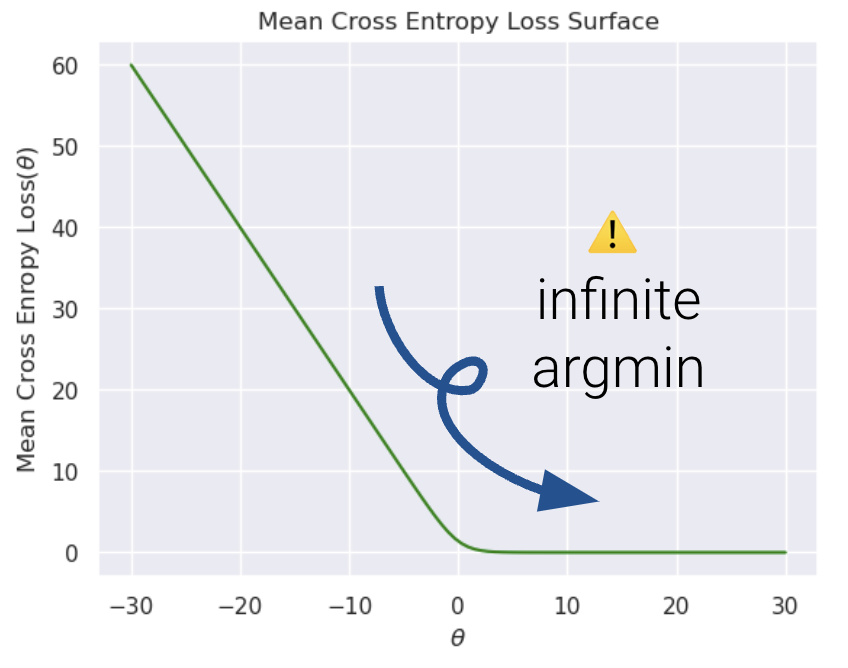 Mean Cross Entropy Loss Surface
Mean Cross Enropy Loss(θ)
60
50
40
30
20
10
0
infinite
argmin
−30 −20 −10 0 10 20 30
θ